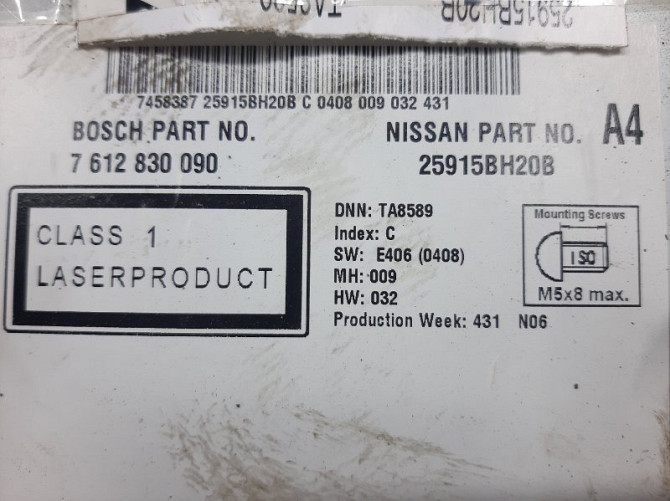 25915BH20B
7458387 25915BH20B C 0408 009 032 431
BOSCH PART NO.
7 612 830 090
NISSAN PART NO. A4
25915BH20B
CLASS 1
LASERPRODUCT
DNN: TA8589
Index: C
SW: E406 (0408)
MH: 009
HW: 032
Production Week: 431 N06
Mounting Screws
ISO
M5x8 max.